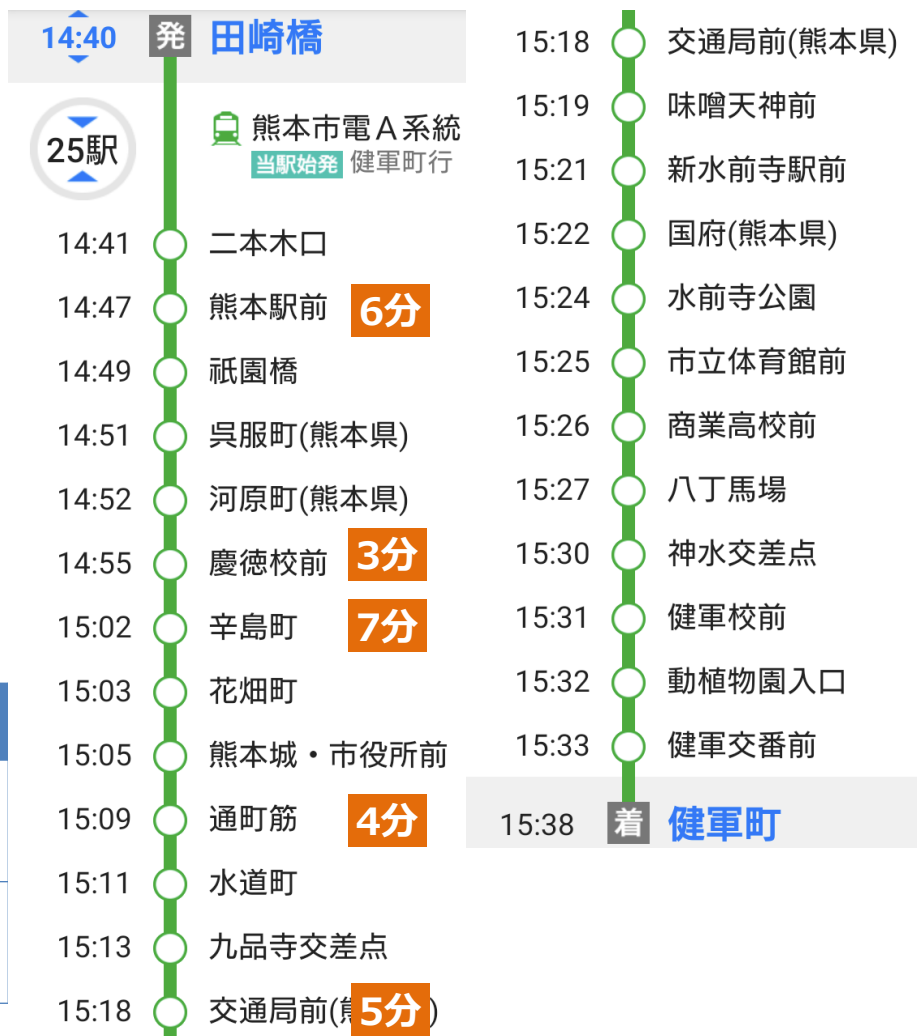 14:40 発 田崎橋
25駅
熊本市電A系統
当駅始発 健軍町行
14:41 二本木口
14:47 熊本駅前 6分
14:49 祇園橋
14:51 呉服町(熊本県)
14:52 河原町(熊本県)
14:55 慶徳校前 3分
15:02 辛島町 7分
15:03 花畑町
15:05 熊本城・市役所前
15:09 通町筋 4分
15:11 水道町
15:13 九品寺交差点
15:18 交通局前( 5分 )
15:18 交通局前(熊本県)
15:19 味噌天神前
15:21 新水前寺駅前
15:22 国府(熊本県)
15:24 水前寺公園
15:25 市立体育館前
15:26 商業高校前
15:27 八丁馬場
15:30 神水交差点
15:31 健軍校前
15:32 動植物園入口
15:33 健軍交番前
15:38 着 健軍町